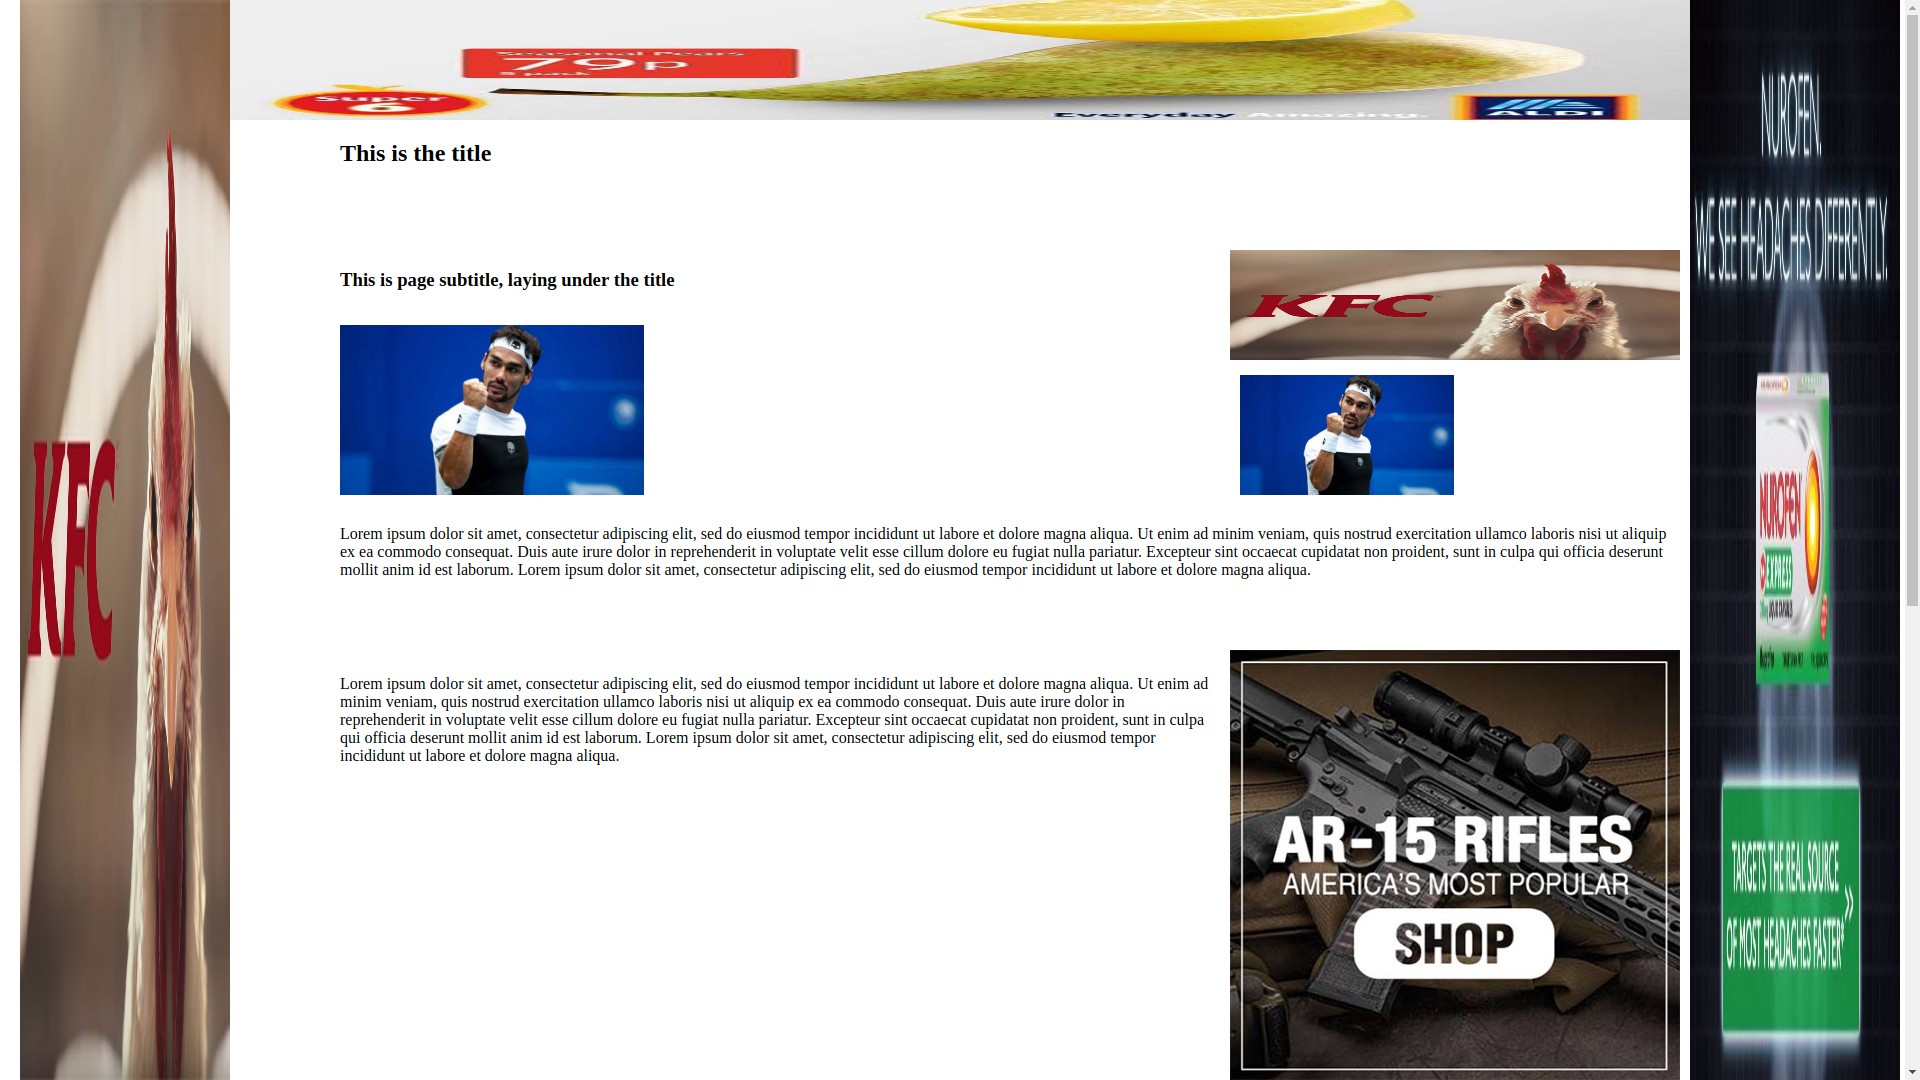 Seasonal Pears
79p
Super
6
Everyday Amazing.
ALDI
This is the title
This is page subtitle, laying under the title
KFC
KFC
Lorem ipsum dolor sit amet, consectetur adipiscing elit, sed do eiusmod tempor incididunt ut labore et dolore magna aliqua. Ut enim ad minim veniam, quis nostrud exercitation ullamco laboris nisi ut aliquip
ex ea commodo consequat. Duis aute irure dolor in reprehenderit in voluptate velit esse cillum dolore eu fugiat nulla pariatur. Excepteur sint occaecat cupidatat non proident, sunt in culpa qui officia deserunt
mollit anim id est laborum. Lorem ipsum dolor sit amet, consectetur adipiscing elit, sed do eiusmod tempor incididunt ut labore et dolore magna aliqua.
Lorem ipsum dolor sit amet, consectetur adipiscing elit, sed do eiusmod tempor incididunt ut labore et dolore magna aliqua. Ut enim ad
minim veniam, quis nostrud exercitation ullamco laboris nisi ut aliquip ex ea commodo consequat. Duis aute irure dolor in
reprehenderit in voluptate velit esse cillum dolore eu fugiat nulla pariatur. Excepteur sint occaecat cupidatat non proident, sunt in culpa
qui officia deserunt mollit anim id est laborum. Lorem ipsum dolor sit amet, consectetur adipiscing elit, sed do eiusmod tempor
incididunt ut labore et dolore magna aliqua.
AR-15 RIFLES
AMERICA'S MOST POPULAR
SHOP
NUROFEN.
WE SEE HEADACHES DIFFERENTLY.
NUROFEN
EXPRESS
TARGETS THE REAL SOURCE
OF MOST HEADACHES FASTER* »